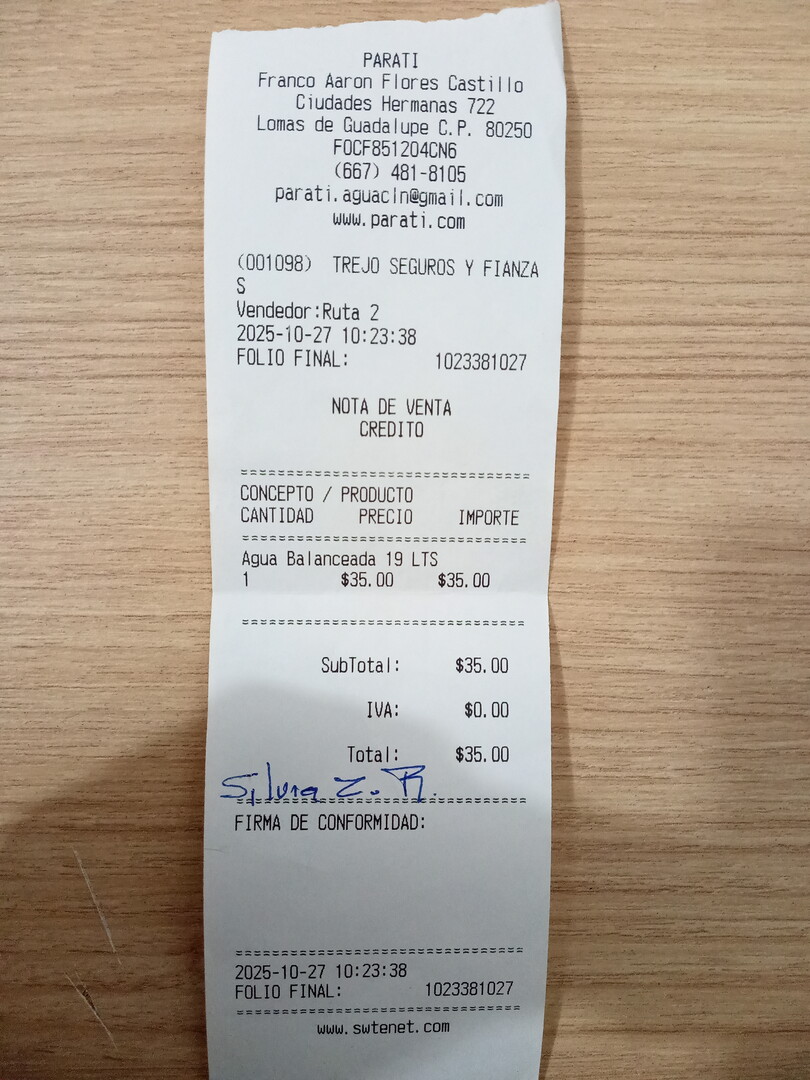 PARATI
Franco Aaron Flores Castillo
Ciudades Hermanas 722
Lomas de Guadalupe C.P. 80250
FOCF851204CN6
(667) 481-8105
parati.aguacln@gmail.com
www.parati.com
(001098) TREJO SEGUROS Y FIANZA
S
Vendedor:Ruta 2
2025-10-27 10:23:38
FOLIO FINAL: 1023381027
NOTA DE VENTA
CREDITO
CONCEPTO / PRODUCTO
CANTIDAD PRECIO IMPORTE
Agua Balanceada 19 LTS
1 $35.00 $35.00
SubTotal: $35.00
IVA: $0.00
Total: $35.00
Silvia Z. R.
FIRMA DE CONFORMIDAD:
2025-10-27 10:23:38
FOLIO FINAL: 1023381027
www.swtenet.com